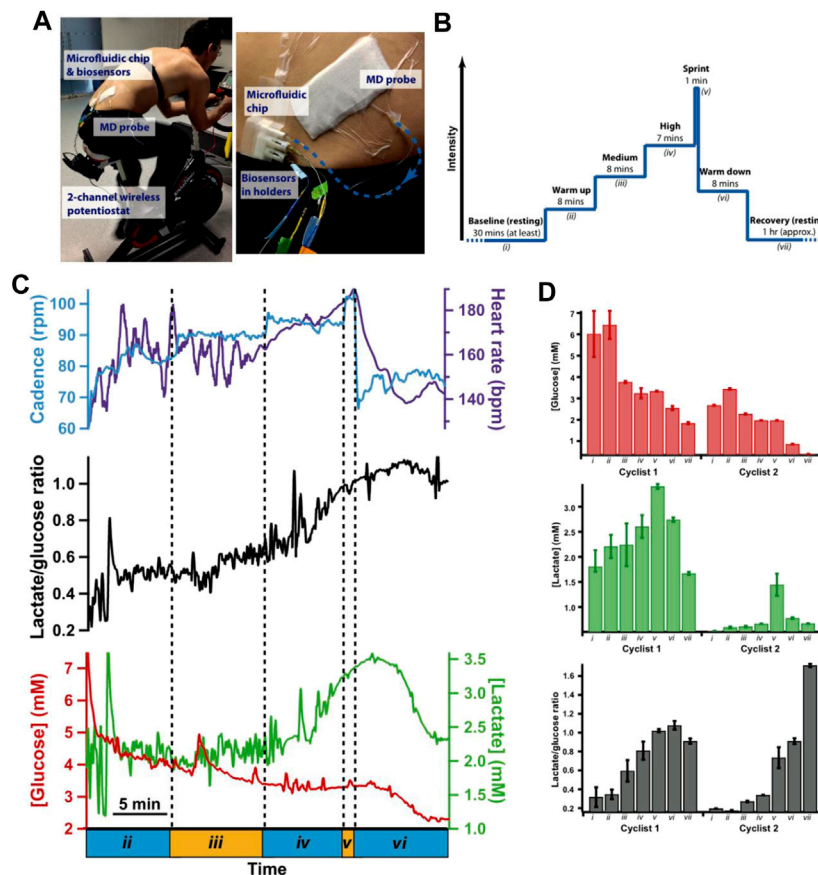 A
Microfluidic chip
& biosensors
MD probe
2-channel wireless
potentiostat
Microfluidic
chip
MD probe
Biosensors
in holders
B
Intensity
Baseline (resting)
30 mins (at least)
(i)
Warm up
8 mins
(ii)
Medium
8 mins
(iii)
High
7 mins
(iv)
Sprint
1 min
(v)
Warm down
8 mins
(vi)
Recovery (restin
1 hr (approx.)
(vii)
C
Cadence (rpm)
100
90
80
70
60
Heart rate (bpm)
180
160
140
Lactate/glucose ratio
1.0
0.8
0.6
0.4
0.2
[Glucose] (mM)
7
6
5
4
3
2
[Lactate] (mM)
3.5
3.0
2.5
2.0
1.5
1.0
5 min
ii iii iv v vi
Time
D
[Glucose] (mM)
7
6
5
4
3
2
1
i ii iii iv v vi vii i ii iii iv v vi vii
Cyclist 1 Cyclist 2
[Lactate] (mM)
3.0
2.5
2.0
1.5
1.0
0.5
i ii iii iv v vi vii i ii iii iv v vi vii
Cyclist 1 Cyclist 2
Lactate/glucose ratio
1.6
1.4
1.2
1.0
0.8
0.6
0.4
0.2
i ii iii iv v vi vii i ii iii iv v vi vii
Cyclist 1 Cyclist 2